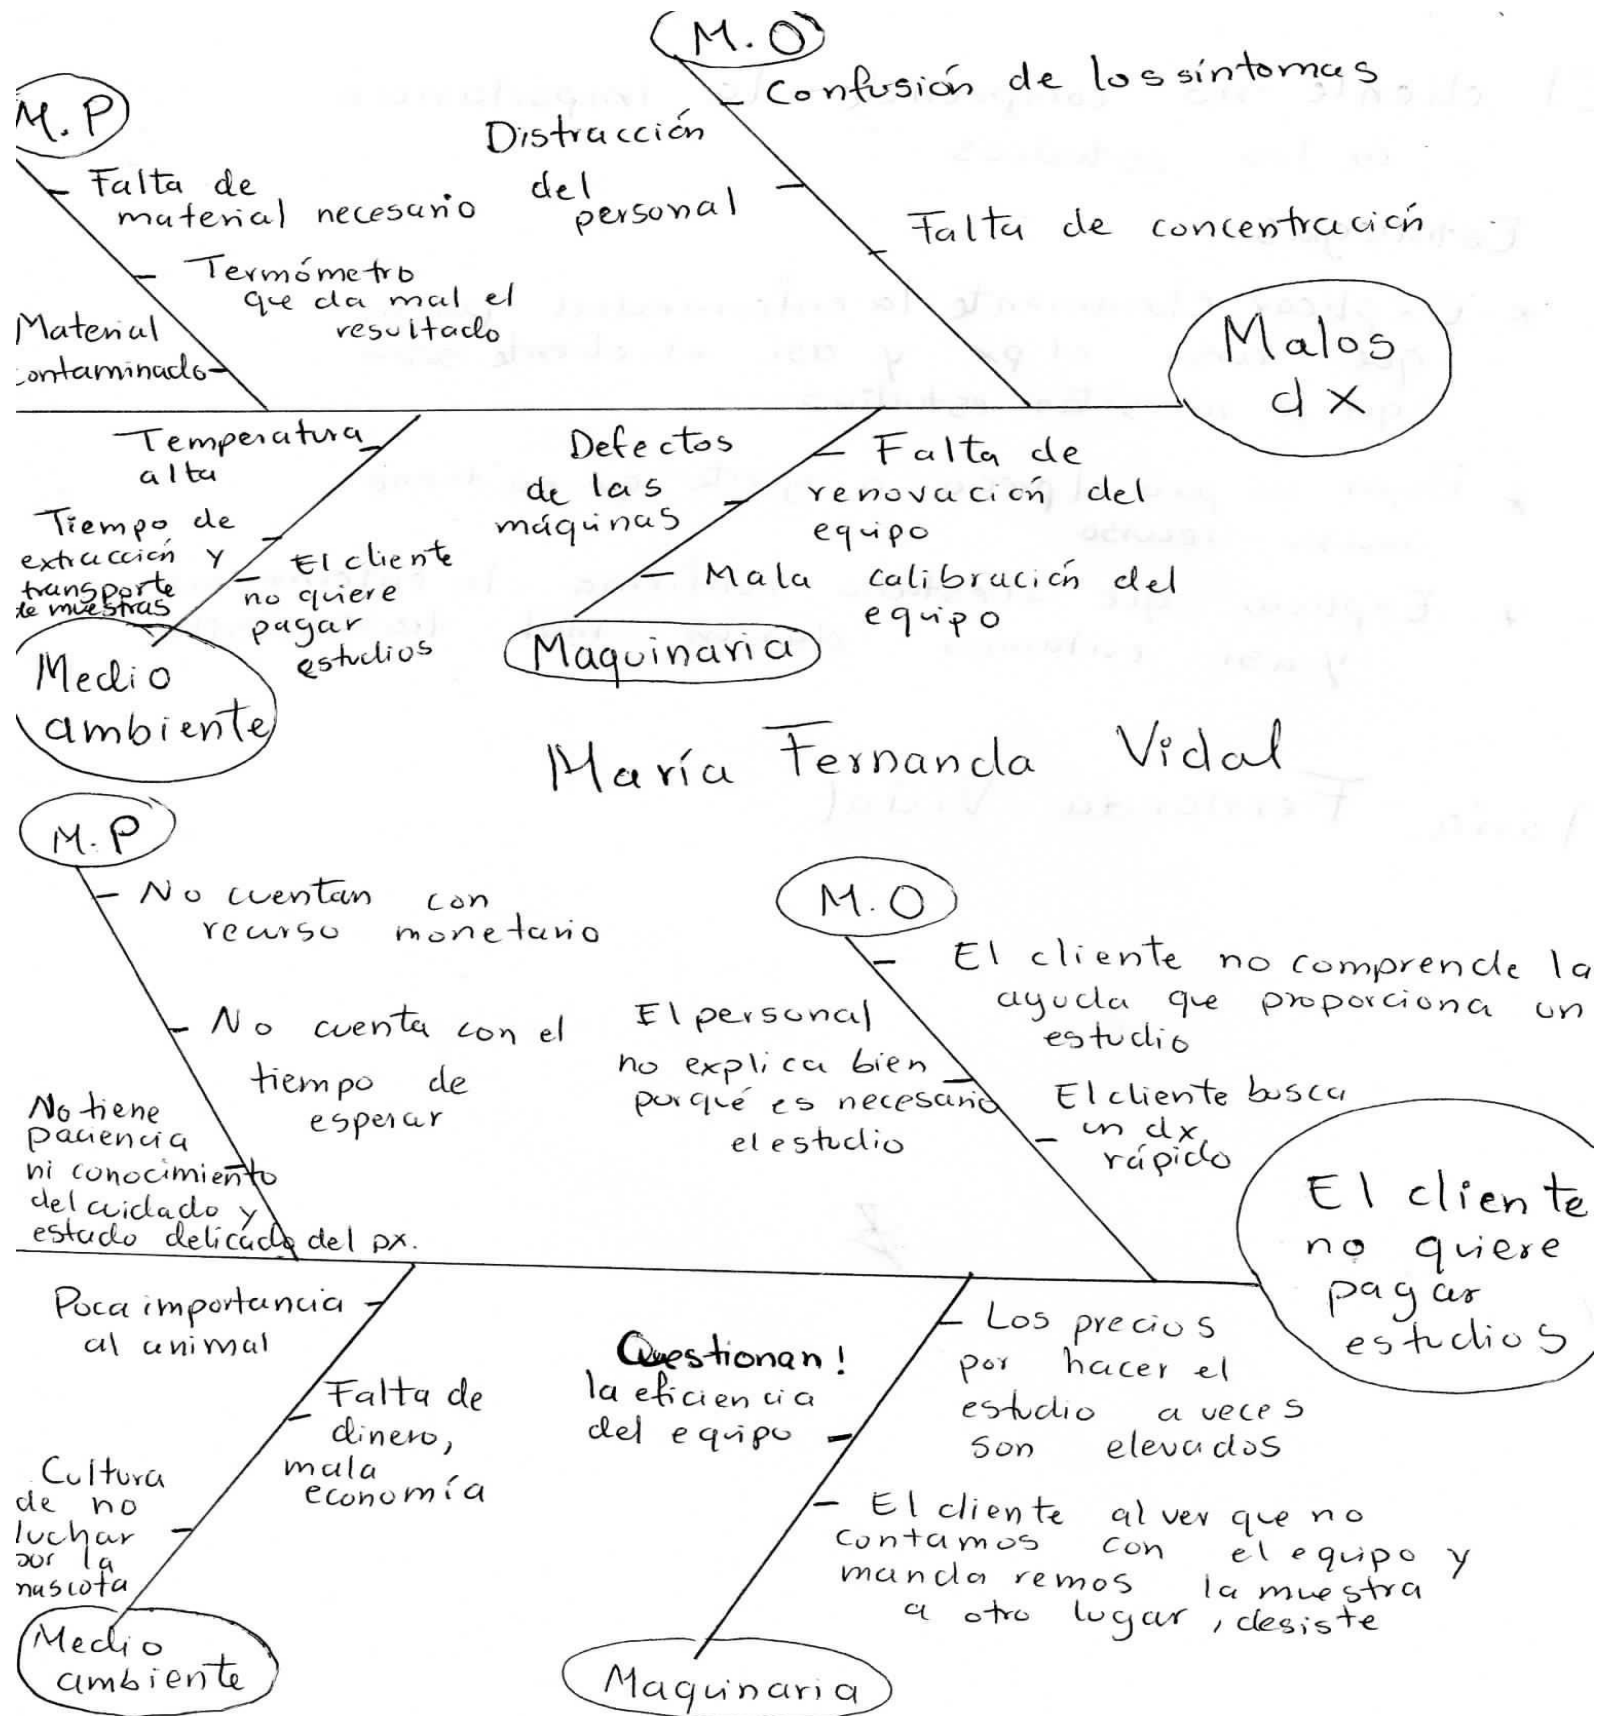 M.O
Confusión de los síntomas
Distracción
del
personal
Falta de concentración
M.P
Falta de
material necesario
Termómetro
que da mal el
resultado
Material
contaminado
Malos
dx
Temperatura
alta
Tiempo de
extracción y
transporte
de muestras
El cliente
no quiere
pagar
estudios
Medio
ambiente
Defectos
de las
máquinas
Falta de
renovación del
equipo
Mala calibración del
equipo
Maquinaria
María Fernanda Vidal
M.P
No cuentan con
recurso monetario
No cuenta con el
tiempo de
esperar
No tiene
paciencia
ni conocimiento
del cuidado y
estado delicado del px.
M.O
El cliente no comprende la
ayuda que proporciona un
estudio
El personal
no explica bien
porqué es necesario
el estudio
El cliente busca
un dx
rápido
El cliente
no quiere
pagar
estudios
Poca importancia
al animal
Falta de
dinero,
mala
economía
Cultura
de no
luchar
por la
mascota
Medio
ambiente
Cuestionan!
la eficiencia
del equipo
Los precios
por hacer el
estudio a veces
son elevados
El cliente al ver que no
contamos con el equipo y
mandaremos la muestra
a otro lugar, desiste
Maquinaria